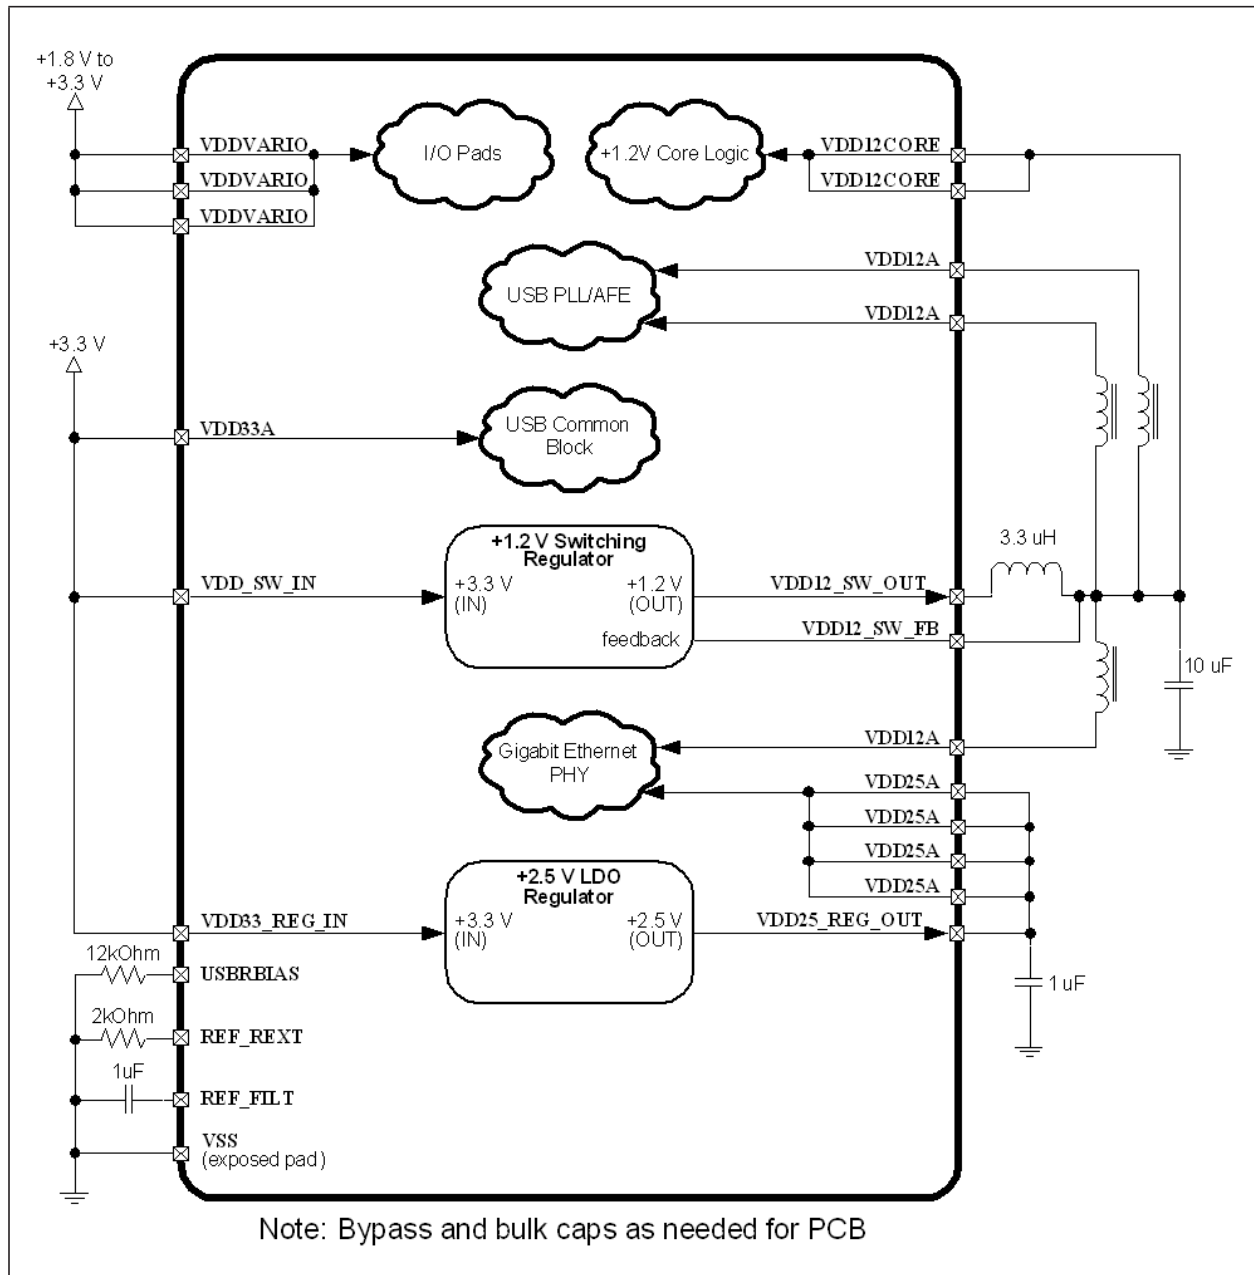 +1.8 V to
+3.3 V
VDDVARIO
VDDVARIO
VDDVARIO
I/O Pads
+1.2V Core Logic
VDD12CORE
VDD12CORE
USB PLL/AFE
VDD12A
VDD12A
+3.3 V
VDD33A
USB Common
Block
+1.2 V Switching
Regulator
VDD_SW_IN
+3.3 V
(IN)
+1.2 V
(OUT)
feedback
VDD12_SW_OUT
VDD12_SW_FB
3.3 uH
10 uF
Gigabit Ethernet
PHY
VDD12A
VDD25A
VDD25A
VDD25A
VDD25A
+2.5 V LDO
Regulator
VDD33_REG_IN
+3.3 V
(IN)
+2.5 V
(OUT)
VDD25_REG_OUT
1 uF
12kOhm
USBRBIAS
2kOhm
REF_REXT
1uF
REF_FILT
VSS
(exposed pad)
Note: Bypass and bulk caps as needed for PCB